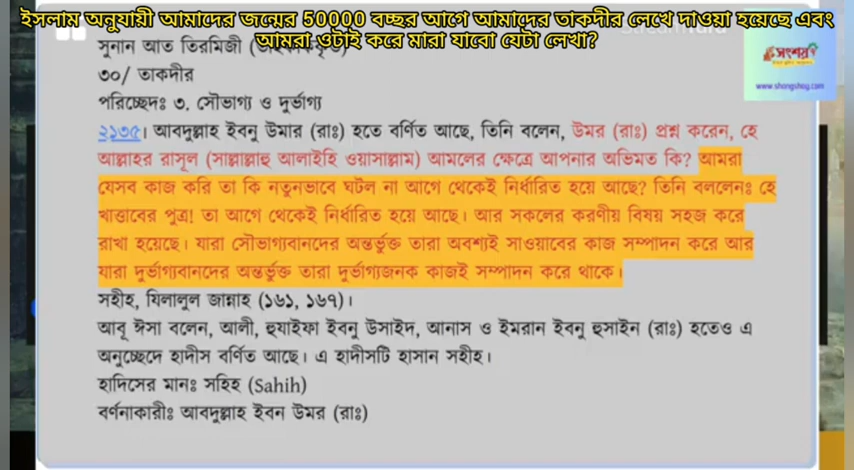 ইসলাম অনুযায়ী আমাদের জন্মের 50000 বচ্ছর আগে আমাদের তাকদীর লেখে দাওয়া হয়েছে এবং
আমরা ওটাই করে মারা যাবো যেটা লেখা?
সুনান আত তিরমিজী
৩০/ তাকদীর
পরিচ্ছেদঃ ৩. সৌভাগ্য ও দুর্ভাগ্য
সংশয়
www.shongshoy.com
২১৩৫। আবদুল্লাহ ইবনু উমার (রাঃ) হতে বর্ণিত আছে, তিনি বলেন, উমর (রাঃ) প্রশ্ন করেন, হে
আল্লাহর রাসূল (সাল্লাল্লাহু আলাইহি ওয়াসাল্লাম) আমলের ক্ষেত্রে আপনার অভিমত কি? আমরা
যেসব কাজ করি তা কি নতুনভাবে ঘটল না আগে থেকেই নির্ধারিত হয়ে আছে? তিনি বললেনঃ হে
খাত্তাবের পুত্র! তা আগে থেকেই নির্ধারিত হয়ে আছে। আর সকলের করণীয় বিষয় সহজ করে
রাখা হয়েছে। যারা সৌভাগ্যবানদের অন্তর্ভুক্ত তারা অবশ্যই সাওয়াবের কাজ সম্পাদন করে আর
যারা দুর্ভাগ্যবানদের অন্তর্ভুক্ত তারা দুর্ভাগ্যজনক কাজই সম্পাদন করে থাকে।
সহীহ, যিলালুল জান্নাহ (১৬১, ১৬৭)।
আবূ ঈসা বলেন, আলী, হুযাইফা ইবনু উসাইদ, আনাস ও ইমরান ইবনু হুসাইন (রাঃ) হতেও এ
অনুচ্ছেদে হাদীস বর্ণিত আছে। এ হাদীসটি হাসান সহীহ।
হাদিসের মানঃ সহিহ (Sahih)
বর্ণনাকারীঃ আবদুল্লাহ ইবন উমর (রাঃ)